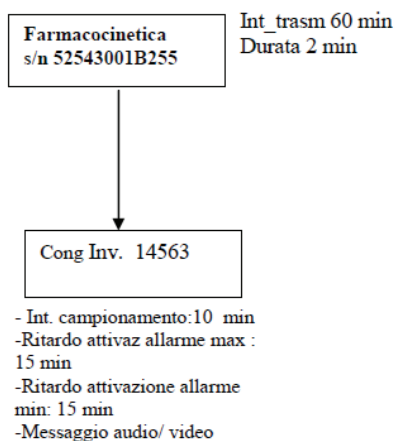 Farmacocinetica
s/n 52543001B255
Int_trasm 60 min
Durata 2 min
Cong Inv. 14563
- Int. campionamento:10 min
-Ritardo attivaz allarme max :
15 min
-Ritardo attivazione allarme
min: 15 min
-Messaggio audio/ video